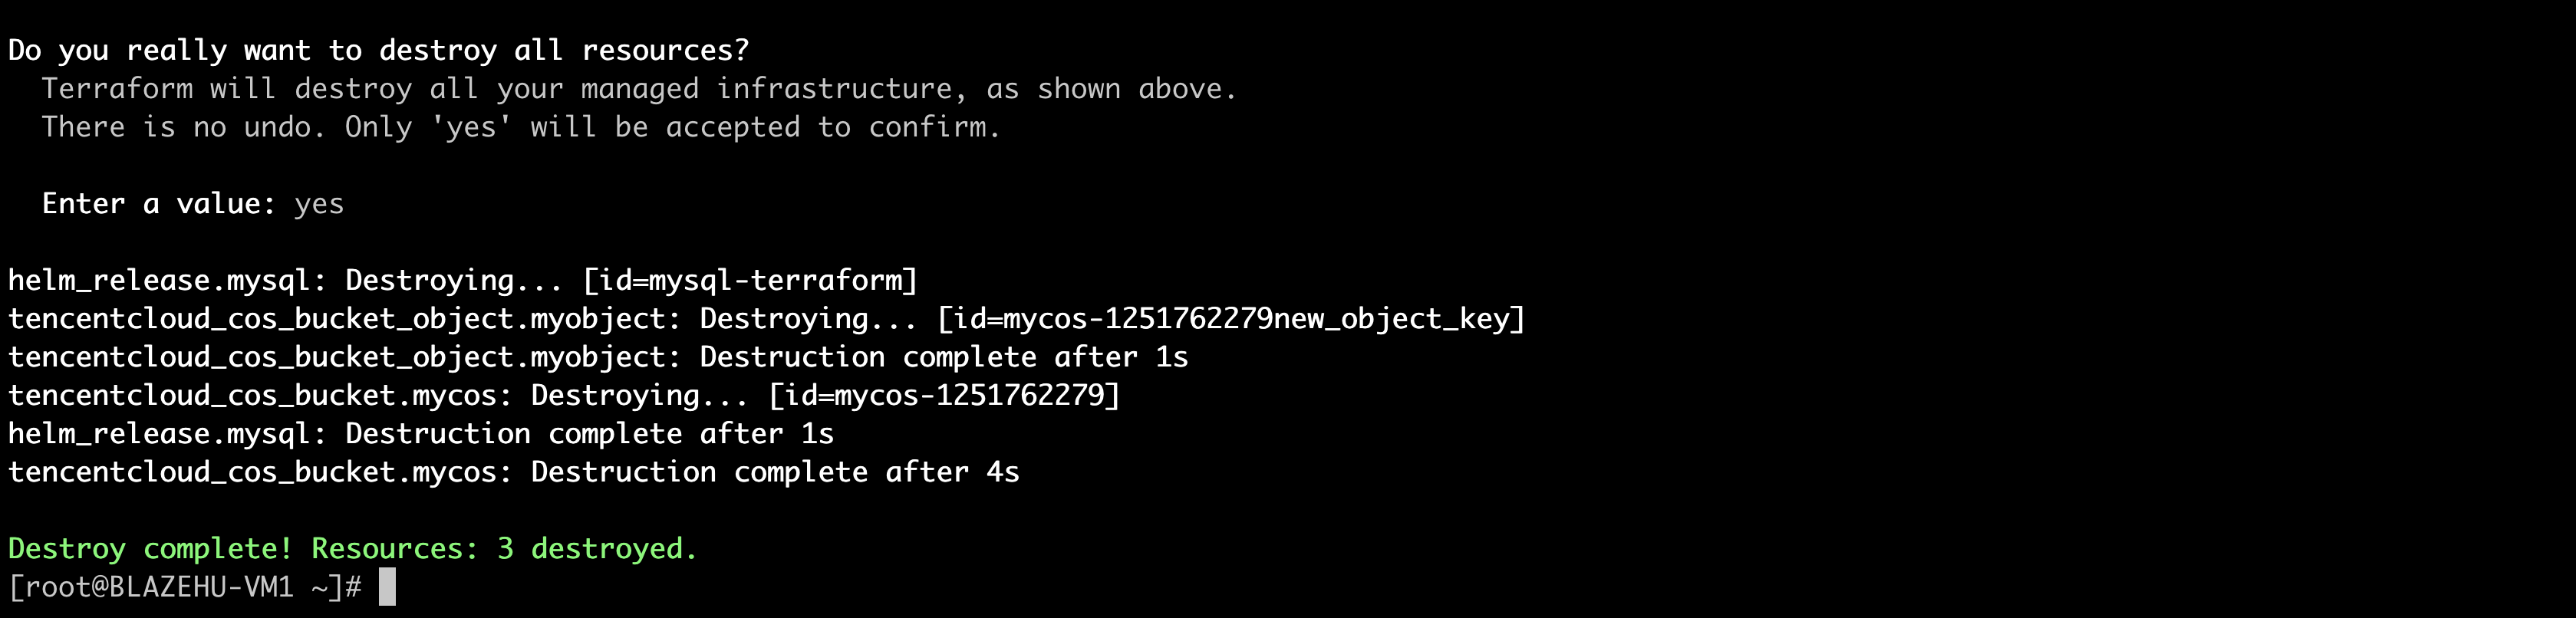 Do you really want to destroy all resources?
  Terraform will destroy all your managed infrastructure, as shown above.
  There is no undo. Only 'yes' will be accepted to confirm.

  Enter a value: yes

helm_release.mysql: Destroying... [id=mysql-terraform]
tencentcloud_cos_bucket_object.myobject: Destroying... [id=mycos-1251762279new_object_key]
tencentcloud_cos_bucket_object.myobject: Destruction complete after 1s
tencentcloud_cos_bucket.mycos: Destroying... [id=mycos-1251762279]
helm_release.mysql: Destruction complete after 1s
tencentcloud_cos_bucket.mycos: Destruction complete after 4s

Destroy complete! Resources: 3 destroyed.
[root@BLAZEHU-VM1 ~]#